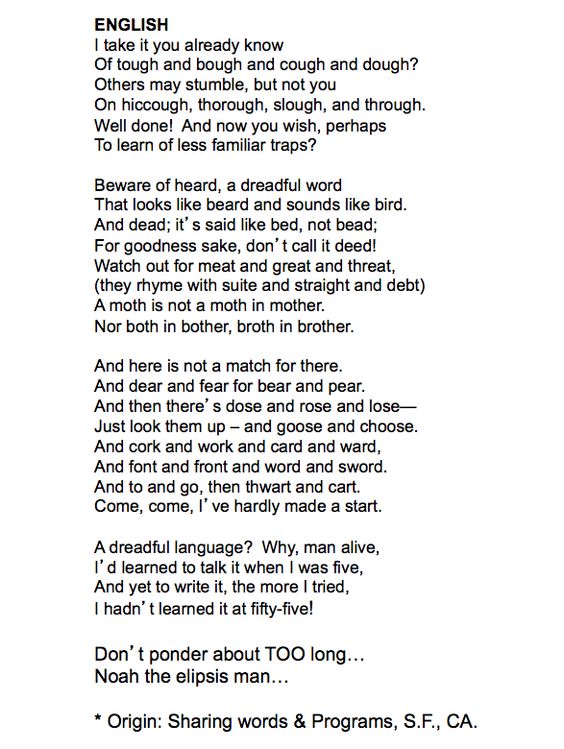 ENGLISH
I take it you already know
Of tough and bough and cough and dough?
Others may stumble, but not you
On hiccough, thorough, slough, and through.
Well done!  And now you wish, perhaps
To learn of less familiar traps?

Beware of heard, a dreadful word
That looks like beard and sounds like bird.
And dead; it’s said like bed, not bead;
For goodness sake, don’t call it deed!
Watch out for meat and great and threat,
(they rhyme with suite and straight and debt)
A moth is not a moth in mother.
Nor both in bother, broth in brother.

And here is not a match for there.
And dear and fear for bear and pear.
And then there’s dose and rose and lose—
Just look them up – and goose and choose.
And cork and work and card and ward,
And font and front and word and sword.
And to and go, then thwart and cart.
Come, come, I’ve hardly made a start.

A dreadful language?  Why, man alive,
I’d learned to talk it when I was five,
And yet to write it, the more I tried,
I hadn’t learned it at fifty-five!

Don’t ponder about TOO long…
Noah the elipsis man…

* Origin: Sharing words & Programs, S.F., CA.